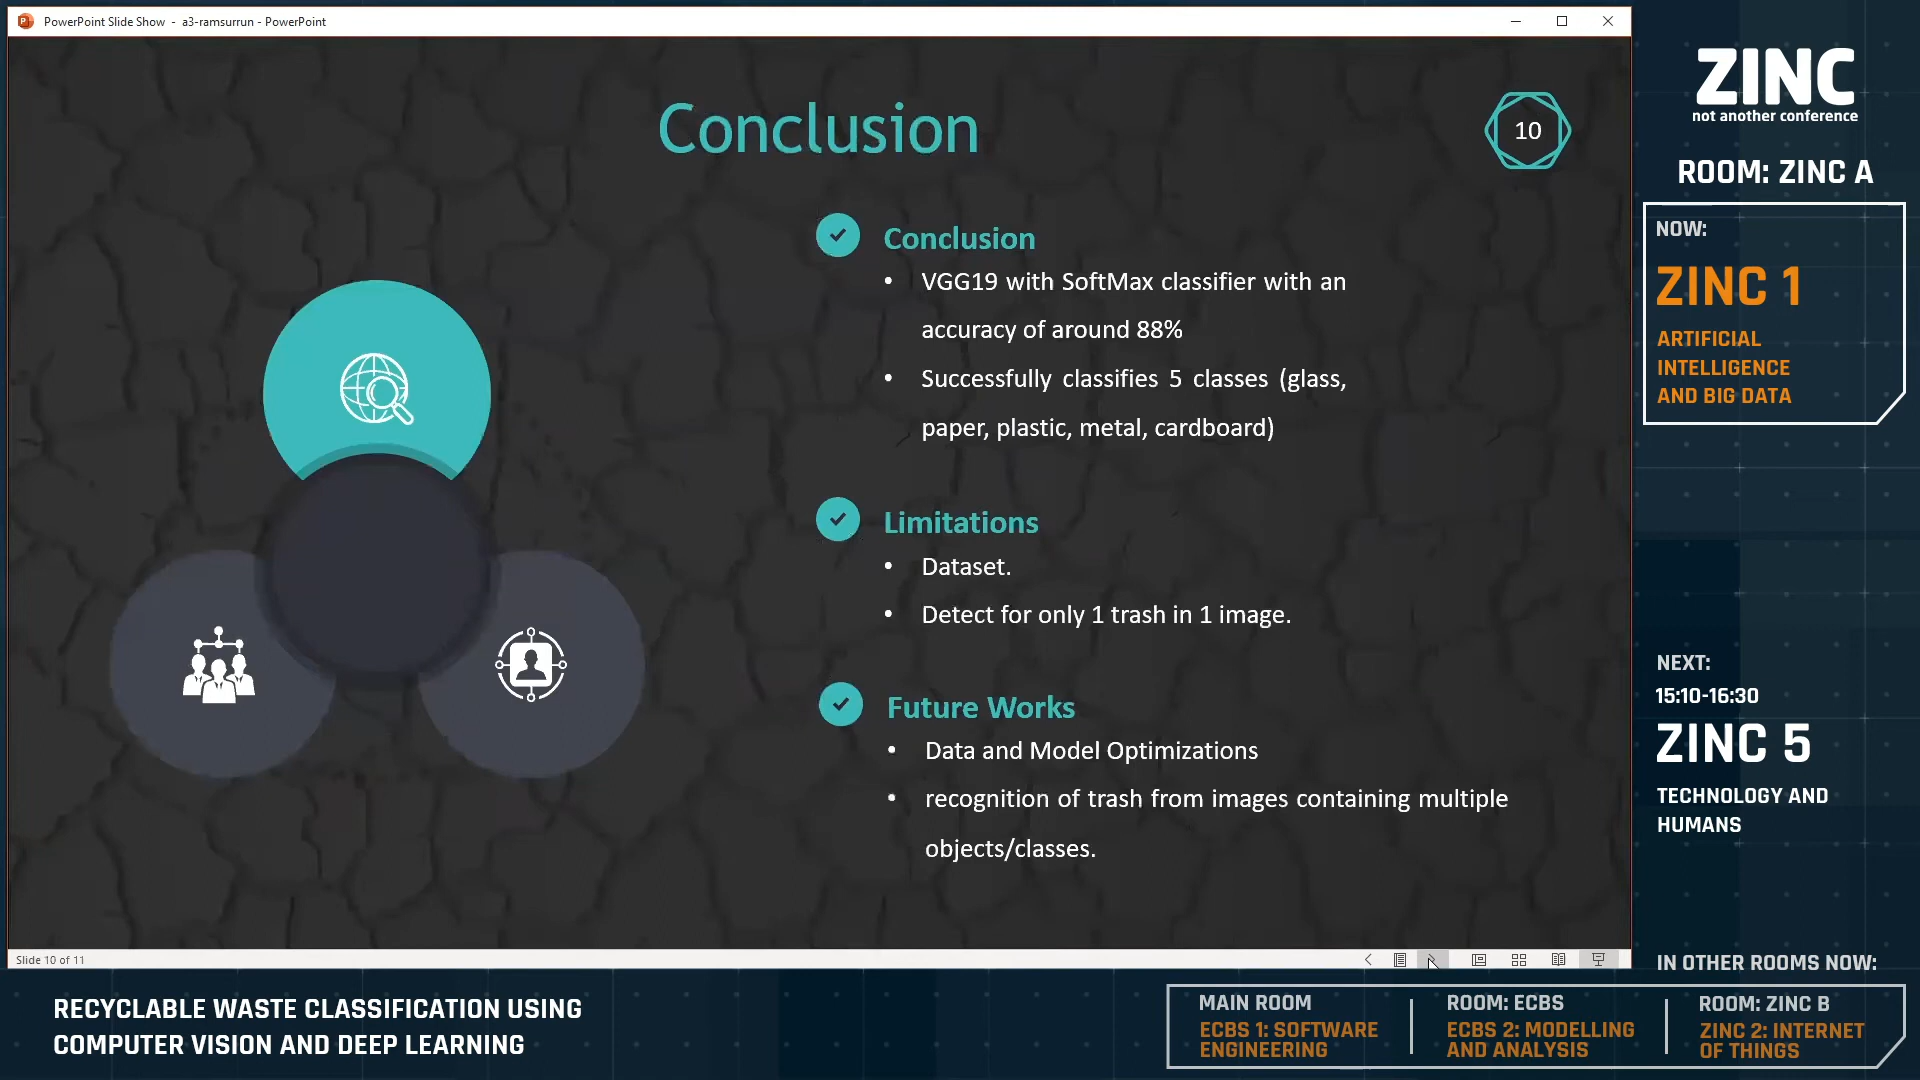 PowerPoint Slide Show - a3-ramsurrun - PowerPoint
Conclusion
10
Conclusion
• VGG19 with SoftMax classifier with an
accuracy of around 88%
• Successfully classifies 5 classes (glass,
paper, plastic, metal, cardboard)
Limitations
• Dataset.
• Detect for only 1 trash in 1 image.
Future Works
• Data and Model Optimizations
• recognition of trash from images containing multiple
objects/classes.
Slide 10 of 11
ZINC
not another conference
ROOM: ZINC A
NOW:
ZINC 1
ARTIFICIAL
INTELLIGENCE
AND BIG DATA
NEXT:
15:10-16:30
ZINC 5
TECHNOLOGY AND
HUMANS
IN OTHER ROOMS NOW:
MAIN ROOM
ECBS 1: SOFTWARE
ENGINEERING
ROOM: ECBS
ECBS 2: MODELLING
AND ANALYSIS
ROOM: ZINC B
ZINC 2: INTERNET
OF THINGS
RECYCLABLE WASTE CLASSIFICATION USING
COMPUTER VISION AND DEEP LEARNING